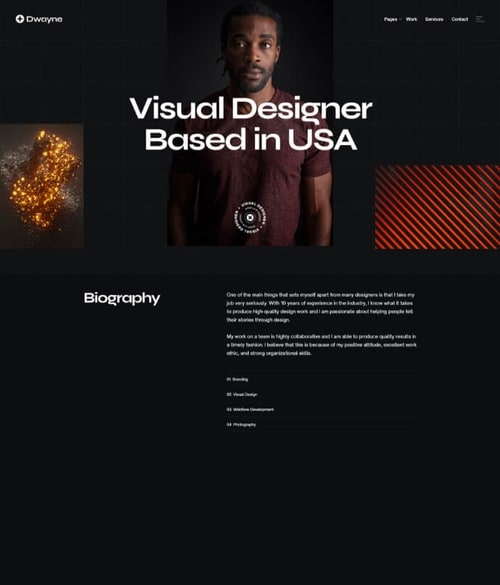 Dwayne
Pages Work Services Contact
Visual Designer
Based in USA
Biography
One of the main things that sets myself apart from many designers is that I take my
job very seriously. With 16 years of experience in the industry, I know what it takes
to produce high-quality design work and I am passionate about helping people tell
their stories through design.
My work on a team is highly collaborative and I am able to produce quality results in
a timely fashion. I believe that this is because of my positive attitude, excellent work
ethic, and strong organizational skills.
01 Branding
02 Visual Design
03 Webflow Development
04 Photography